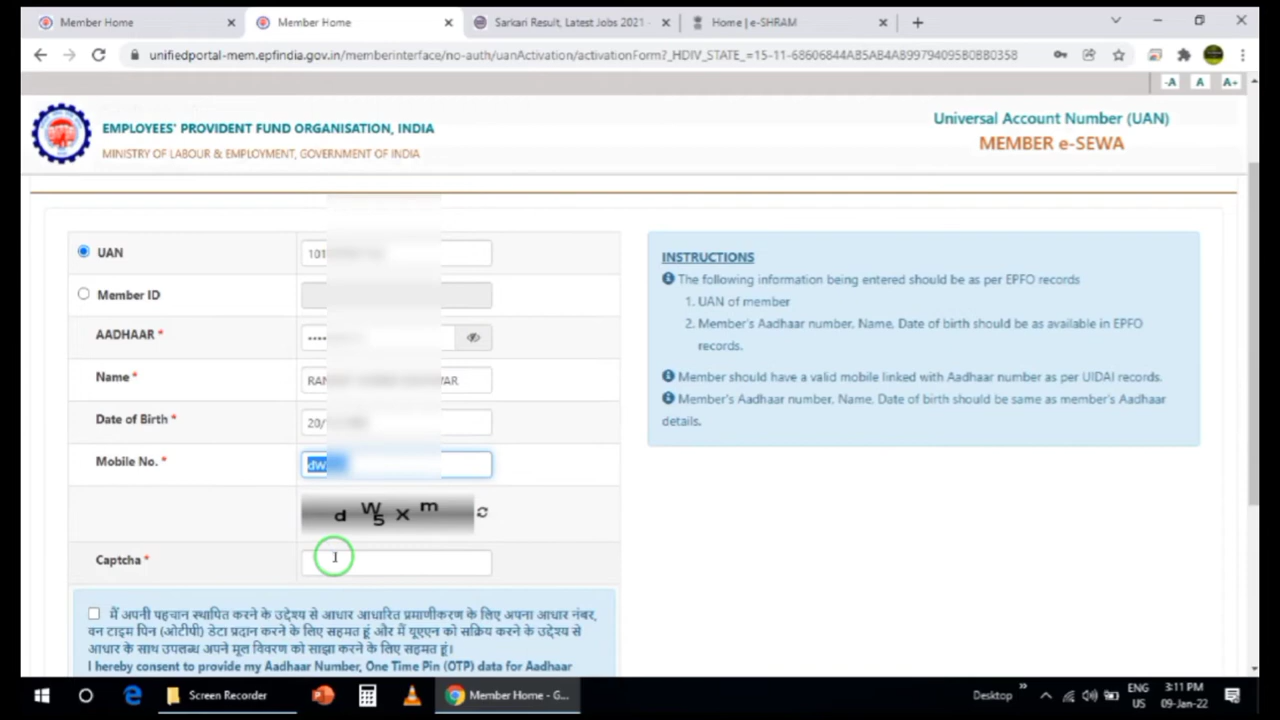 Member Home
Member Home
Sarkari Result, Latest Jobs 2021 -
Home | e-SHRAM
unifiedportal-mem.epfindia.gov.in/memberinterface/no-auth/uanActivation/activationForm?_HDIV_STATE_=15-11-68606844AB5AB4A899794095B0BB0358
-A A A+
EMPLOYEES' PROVIDENT FUND ORGANISATION, INDIA
MINISTRY OF LABOUR & EMPLOYMENT, GOVERNMENT OF INDIA
Universal Account Number (UAN)
MEMBER e-SEWA
UAN
Member ID
AADHAAR *
Name *
Date of Birth *
20/
Mobile No. *
dW
d W 5 x m
Captcha *
मैं अपनी पहचान स्थापित करने के उद्देश्य से आधार आधारित प्रमाणीकरण के लिए अपना आधार नंबर,
वन टाइम पिन (ओटीपी) डेटा प्रदान करने के लिए सहमत हूं और मैं यूएएन को सक्रिय करने के उद्देश्य से
आधार के साथ उपलब्ध अपने मूल विवरण को साझा करने के लिए सहमत हूं।
I hereby consent to provide my Aadhaar Number, One Time Pin (OTP) data for Aadhaar
INSTRUCTIONS
The following information being entered should be as per EPFO records
1. UAN of member
2. Member's Aadhaar number, Name, Date of birth should be as available in EPFO
records.
Member should have a valid mobile linked with Aadhaar number as per UIDAI records.
Member's Aadhaar number, Name, Date of birth should be same as member's Aadhaar
details.
Screen Recorder
Member Home - G...
Desktop
ENG
US
3:11 PM
09-Jan-22